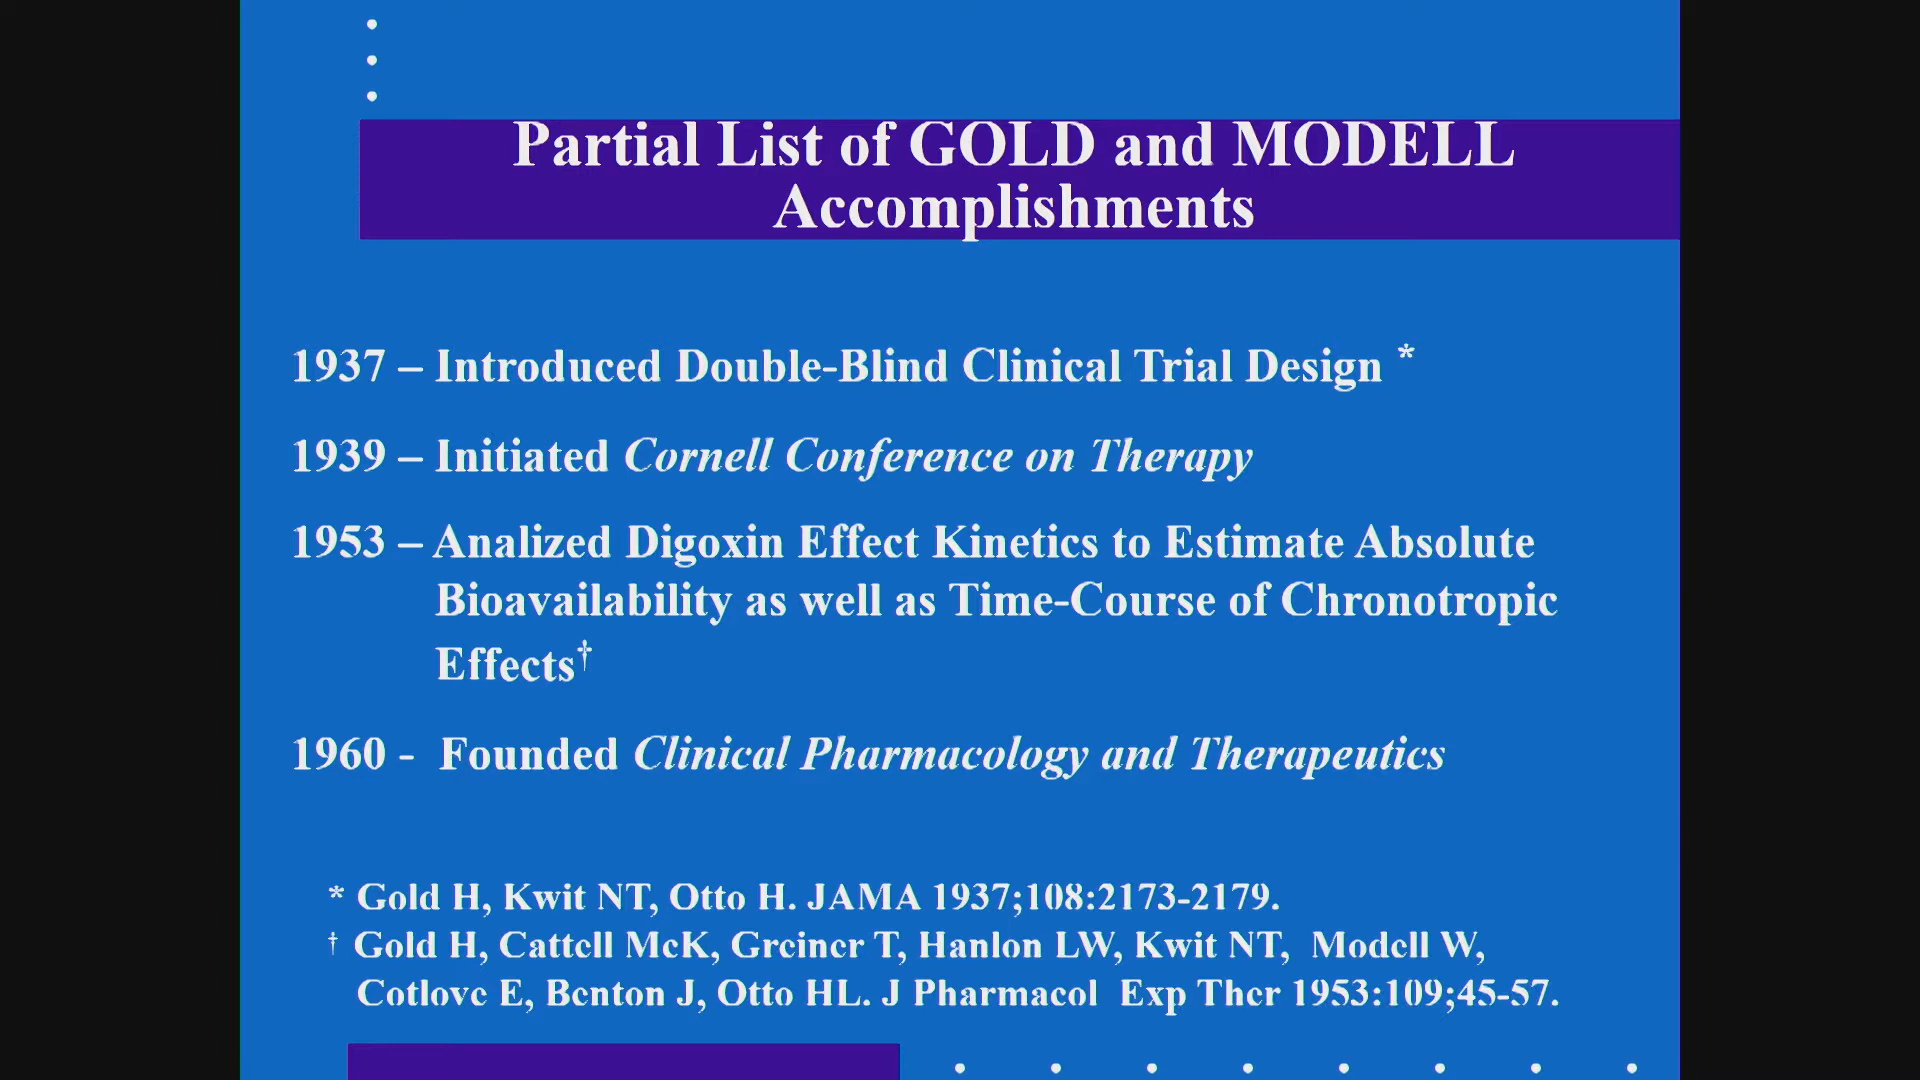 Partial List of GOLD and MODELL
Accomplishments
1937 – Introduced Double-Blind Clinical Trial Design *
1939 – Initiated Cornell Conference on Therapy
1953 – Analized Digoxin Effect Kinetics to Estimate Absolute
Bioavailability as well as Time-Course of Chronotropic
Effects†
1960 - Founded Clinical Pharmacology and Therapeutics
* Gold H, Kwit NT, Otto H. JAMA 1937;108:2173-2179.
† Gold H, Cattell McK, Greiner T, Hanlon LW, Kwit NT, Modell W,
Cotlove E, Benton J, Otto HL. J Pharmacol Exp Ther 1953:109;45-57.